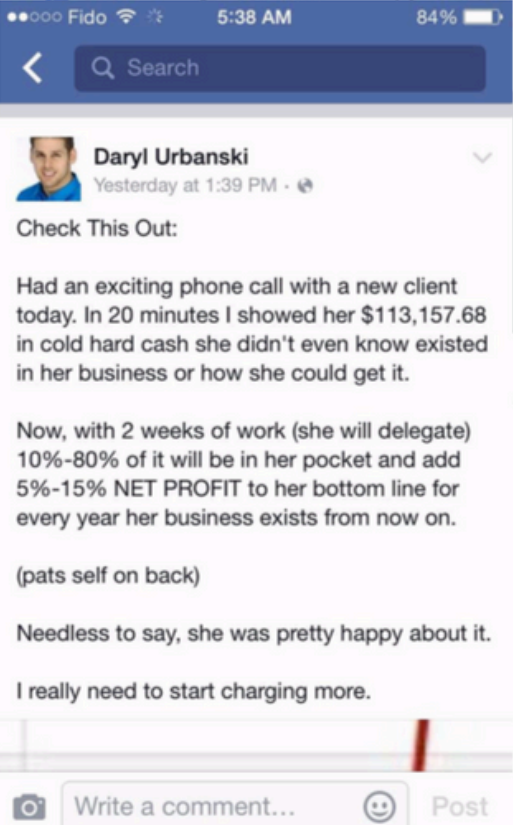 Fido 5:38 AM 84%
Search
Daryl Urbanski
Yesterday at 1:39 PM ·
Check This Out:
Had an exciting phone call with a new client
today. In 20 minutes I showed her $113,157.68
in cold hard cash she didn't even know existed
in her business or how she could get it.
Now, with 2 weeks of work (she will delegate)
10%-80% of it will be in her pocket and add
5%-15% NET PROFIT to her bottom line for
every year her business exists from now on.
(pats self on back)
Needless to say, she was pretty happy about it.
I really need to start charging more.
Write a comment... Post